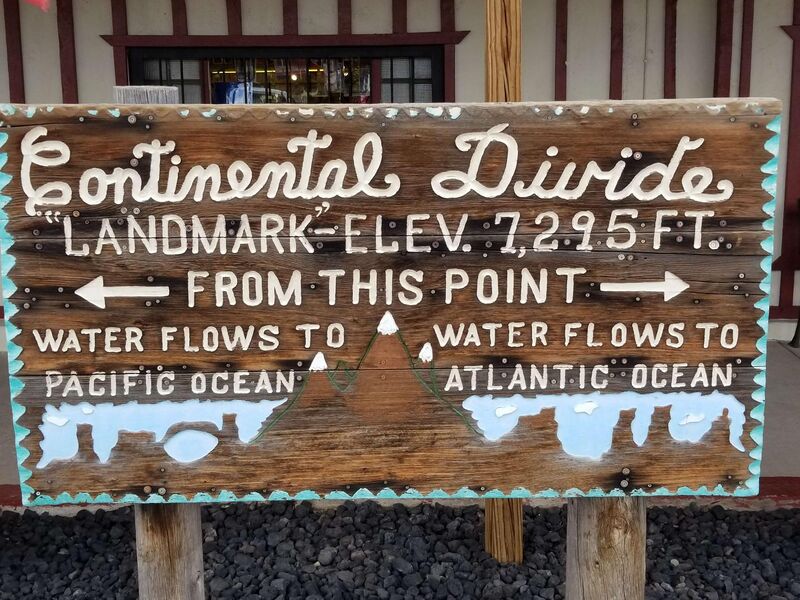 Continental Divide
"LANDMARK" - ELEV. 7,295 FT.
← FROM THIS POINT →
WATER FLOWS TO PACIFIC OCEAN
WATER FLOWS TO ATLANTIC OCEAN